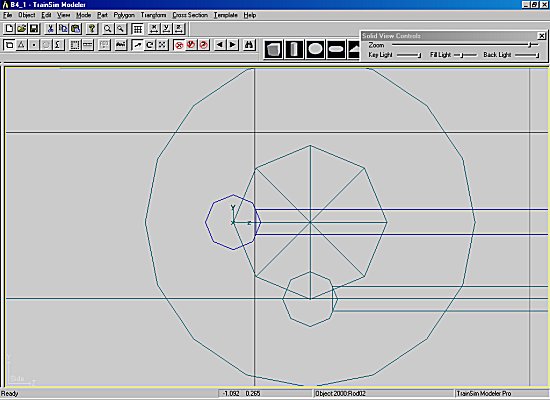 B4_1 - TrainSim Modeler
File Object Edit View Mode Part Polygon Transform Cross Section Template Help
Solid View Controls
Zoom
Key Light Fill Light Back Light
Y
X Z
Y
Side
Z
Ready -1.092 0.265 Object 2000:Rod02 TrainSim Modeler Pro